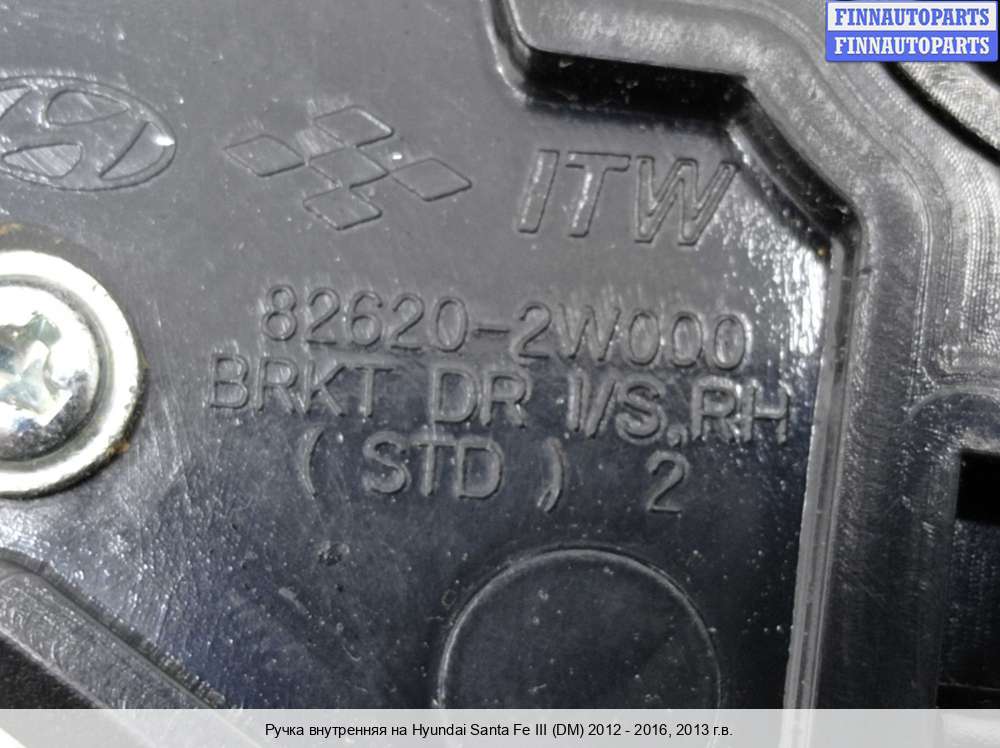 FINNAUTOPARTS
FINNAUTOPARTS
ITW
82620-2W000
BRKT DR I/S,RH
( STD ) 2
Ручка внутренняя на Hyundai Santa Fe III (DM) 2012 - 2016, 2013 г.в.